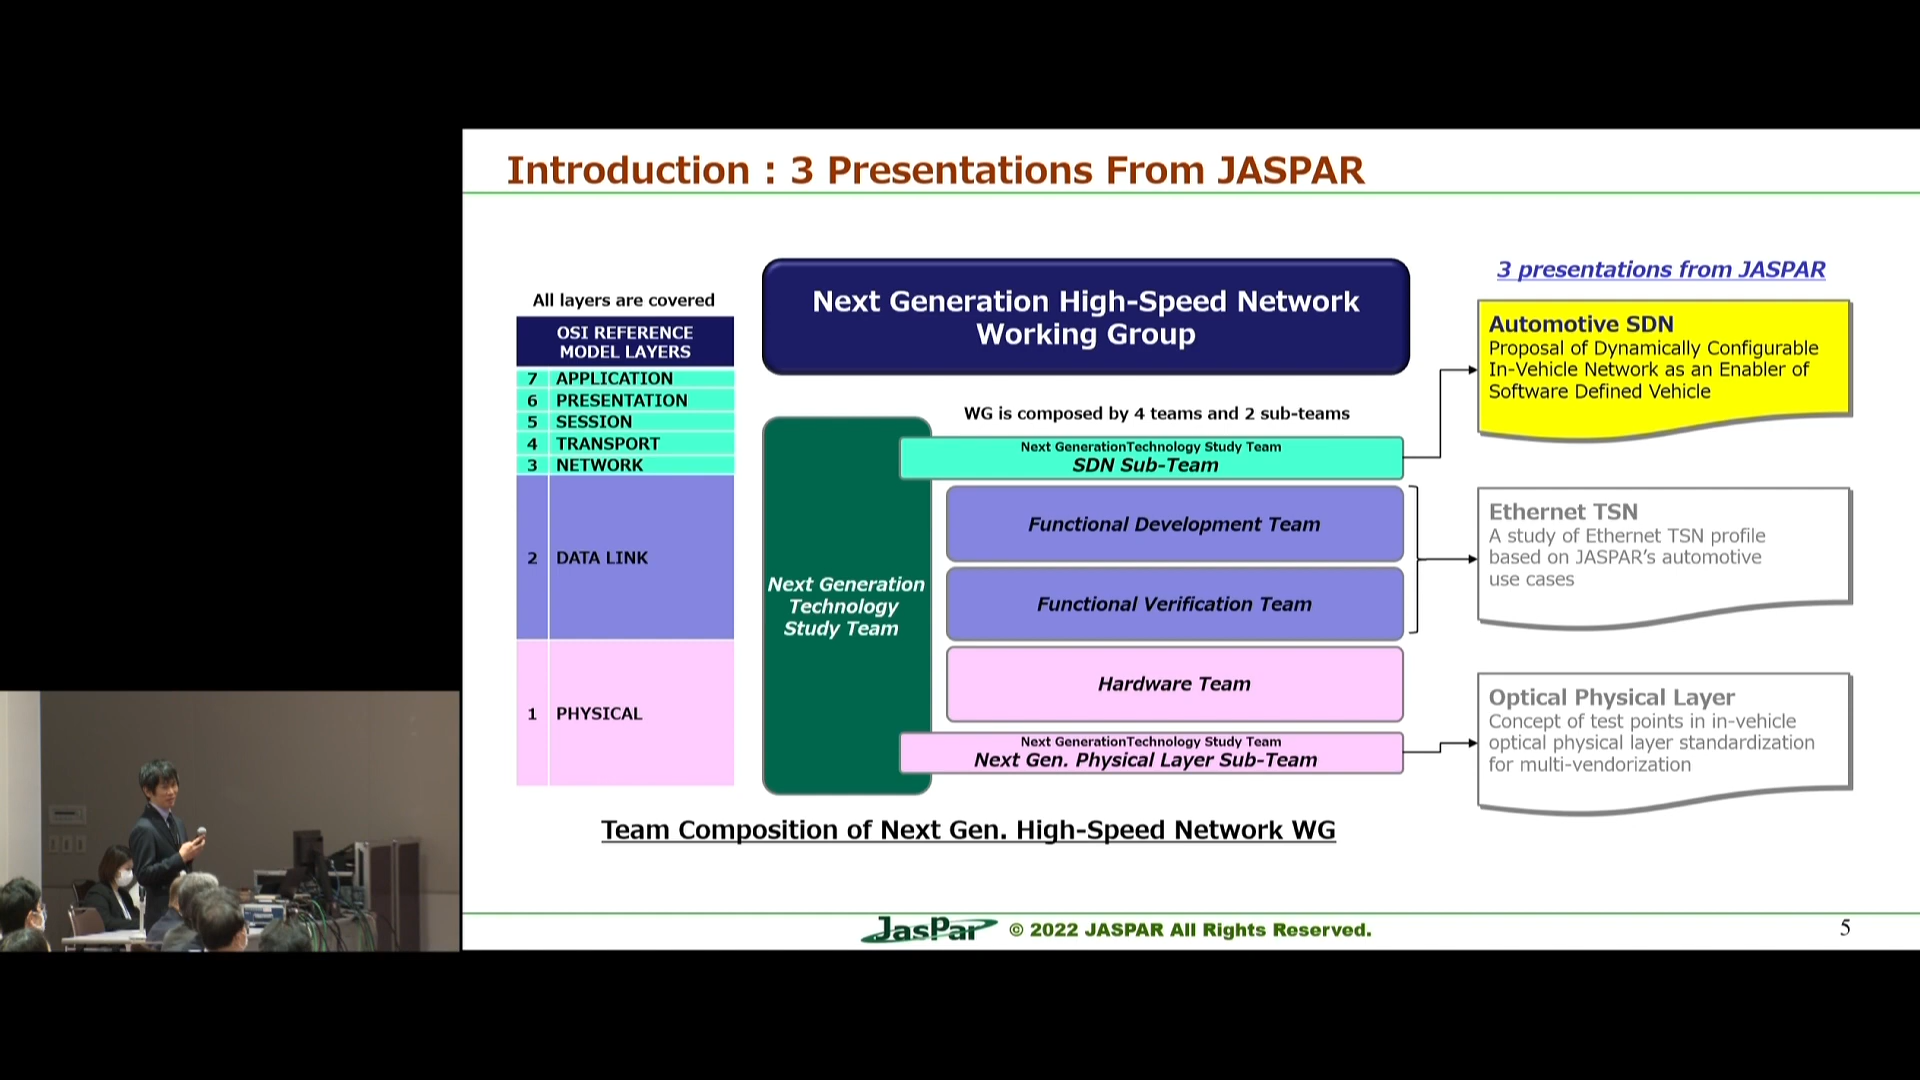 Introduction : 3 Presentations From JASPAR
All layers are covered
OSI REFERENCE
MODEL LAYERS
7 APPLICATION
6 PRESENTATION
5 SESSION
4 TRANSPORT
3 NETWORK
2 DATA LINK
1 PHYSICAL
Next Generation High-Speed Network
Working Group
WG is composed by 4 teams and 2 sub-teams
Next Generation
Technology
Study Team
Next GenerationTechnology Study Team
SDN Sub-Team
Functional Development Team
Functional Verification Team
Hardware Team
Next GenerationTechnology Study Team
Next Gen. Physical Layer Sub-Team
3 presentations from JASPAR
Automotive SDN
Proposal of Dynamically Configurable
In-Vehicle Network as an Enabler of
Software Defined Vehicle
Ethernet TSN
A study of Ethernet TSN profile
based on JASPAR's automotive
use cases
Optical Physical Layer
Concept of test points in in-vehicle
optical physical layer standardization
for multi-vendorization
Team Composition of Next Gen. High-Speed Network WG
JasPar © 2022 JASPAR All Rights Reserved.
5